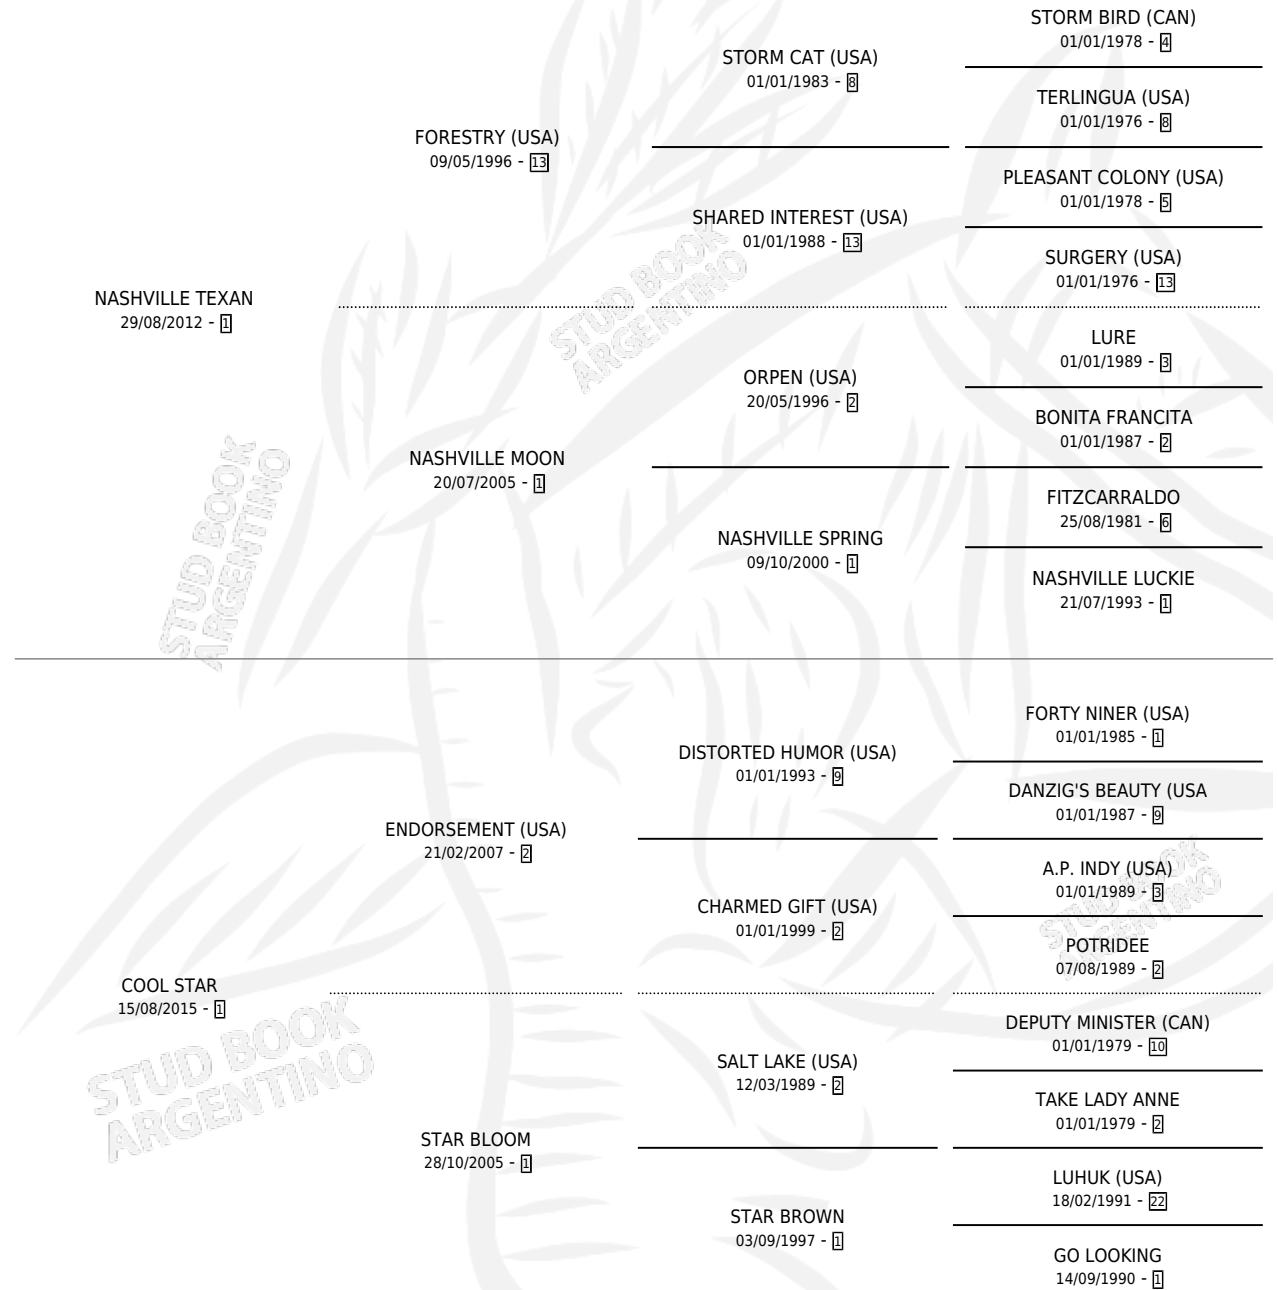 STORM BIRD (CAN)
01/01/1978 - 4
STORM CAT (USA)
01/01/1983 - 8
TERLINGUA (USA)
01/01/1976 - 8
FORESTRY (USA)
09/05/1996 - 13
PLEASANT COLONY (USA)
01/01/1978 - 5
SHARED INTEREST (USA)
01/01/1988 - 13
SURGERY (USA)
01/01/1976 - 13
NASHVILLE TEXAN
29/08/2012 - 1
LURE
01/01/1989 - 3
ORPEN (USA)
20/05/1996 - 2
BONITA FRANCITA
01/01/1987 - 2
NASHVILLE MOON
20/07/2005 - 1
FITZCARRALDO
25/08/1981 - 6
NASHVILLE SPRING
09/10/2000 - 1
NASHVILLE LUCKIE
21/07/1993 - 1
STUD BOOK
ARGENTINO
STUD BOOK
ARGENTINO
FORTY NINER (USA)
01/01/1985 - 1
DISTORTED HUMOR (USA)
01/01/1993 - 9
DANZIG'S BEAUTY (USA
01/01/1987 - 9
ENDORSEMENT (USA)
21/02/2007 - 2
A.P. INDY (USA)
01/01/1989 - 3
CHARMED GIFT (USA)
01/01/1999 - 2
POTRIDEE
07/08/1989 - 2
STUD BOOK
ARGENTINO
COOL STAR
15/08/2015 - 1
DEPUTY MINISTER (CAN)
01/01/1979 - 10
SALT LAKE (USA)
12/03/1989 - 2
TAKE LADY ANNE
01/01/1979 - 2
STAR BLOOM
28/10/2005 - 1
LUHUK (USA)
18/02/1991 - 22
STAR BROWN
03/09/1997 - 1
GO LOOKING
14/09/1990 - 1
STUD BOOK
ARGENTINO